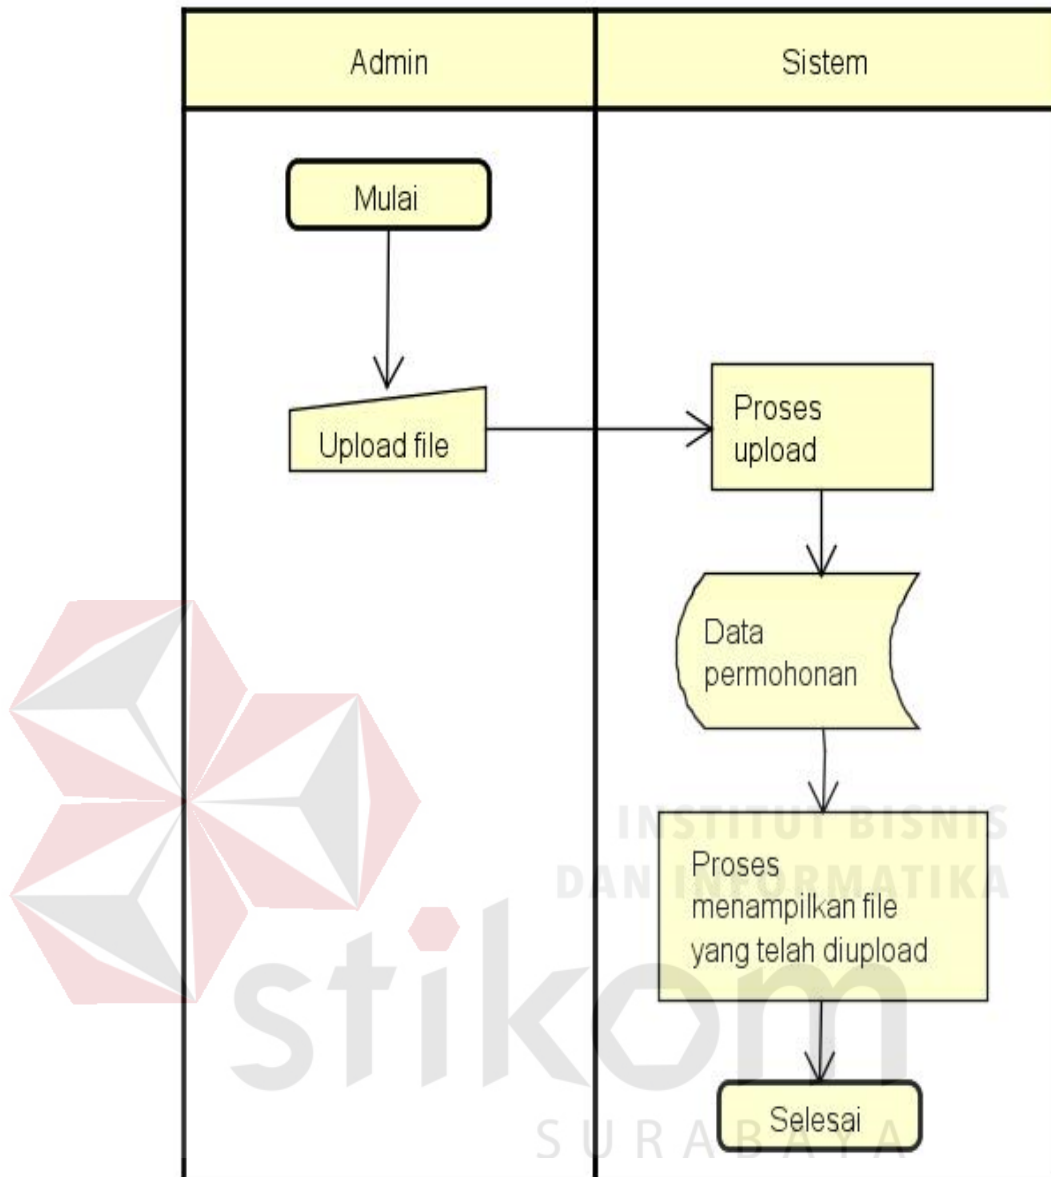 Admin
Sistem
Mulai
Upload file
Proses
upload
Data
permohonan
Proses
menampilkan file
yang telah diupload
Selesai
INSTITUT BISNIS
DAN INFORMATIKA
stikom
SURABAYA